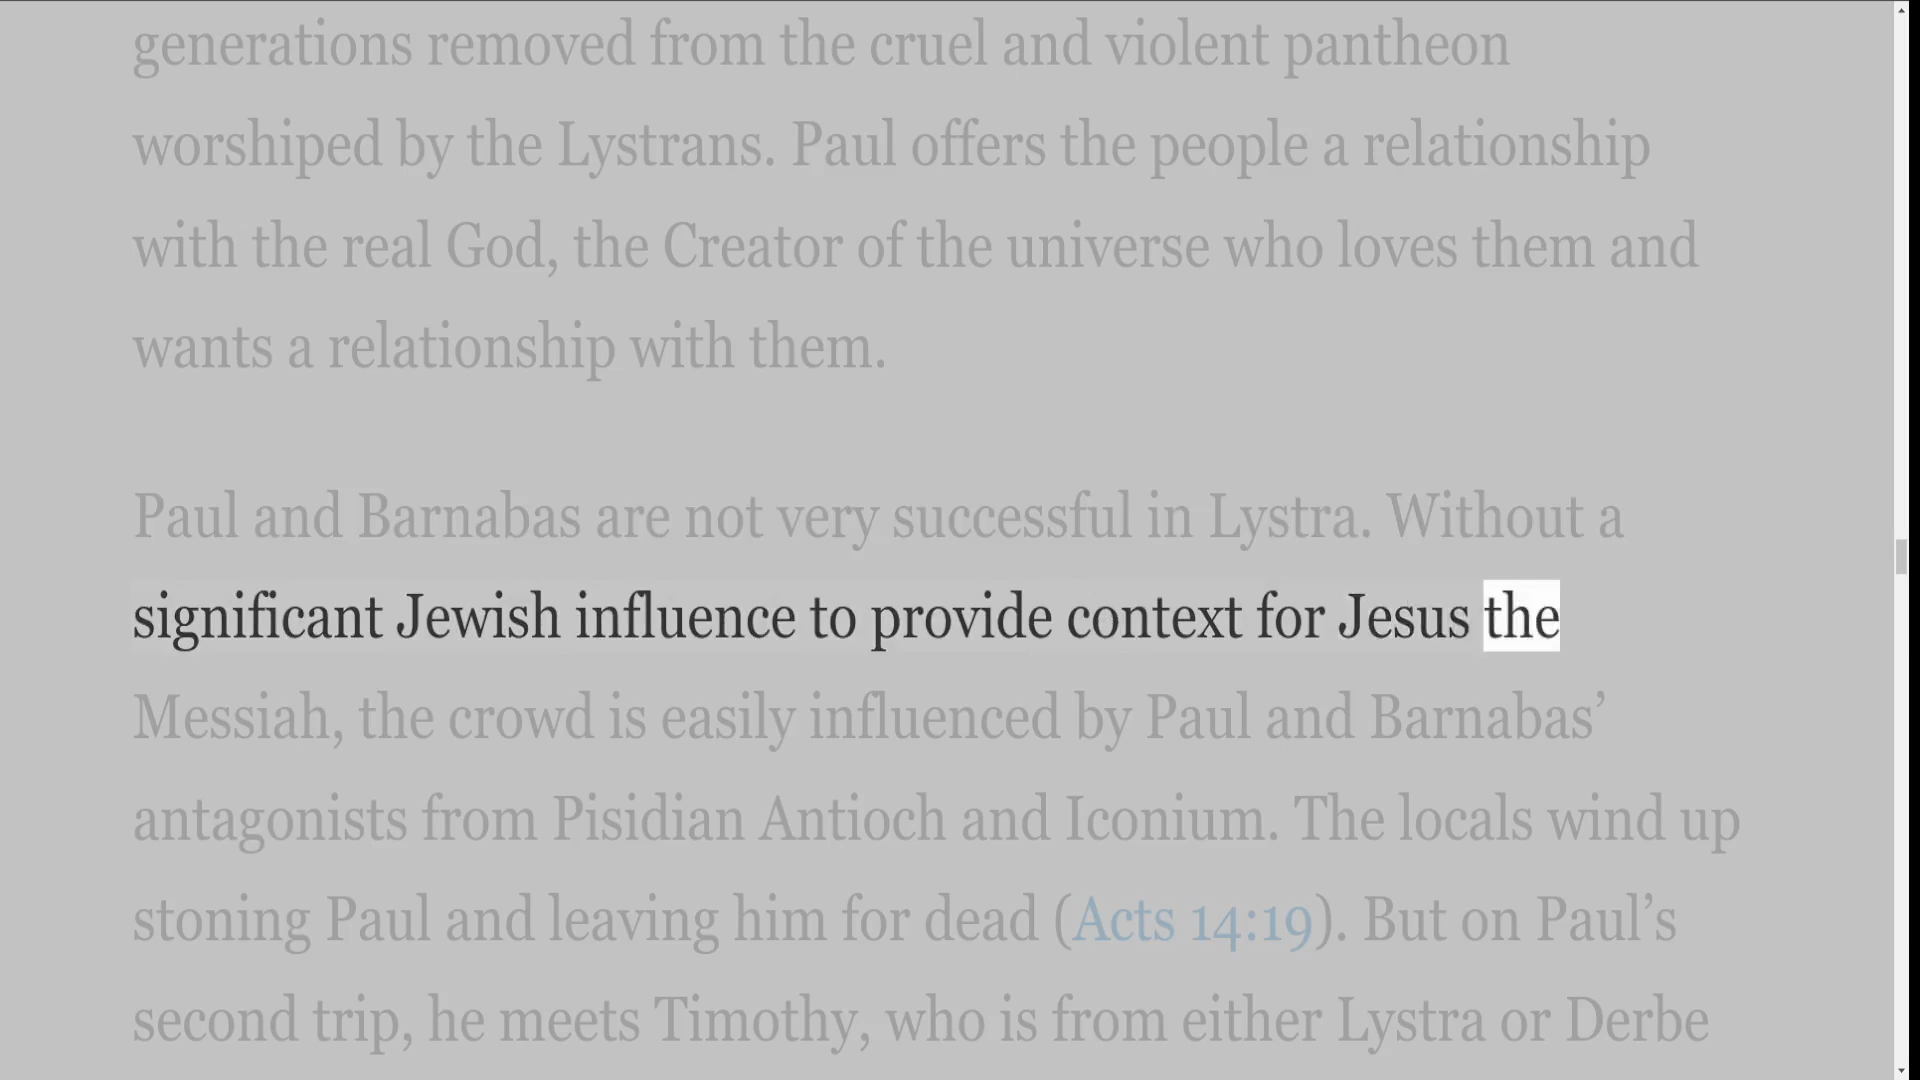 generations removed from the cruel and violent pantheon
worshiped by the Lystrans. Paul offers the people a relationship
with the real God, the Creator of the universe who loves them and
wants a relationship with them.
Paul and Barnabas are not very successful in Lystra. Without a
significant Jewish influence to provide context for Jesus the
Messiah, the crowd is easily influenced by Paul and Barnabas’
antagonists from Pisidian Antioch and Iconium. The locals wind up
stoning Paul and leaving him for dead (Acts 14:19). But on Paul’s
second trip, he meets Timothy, who is from either Lystra or Derbe